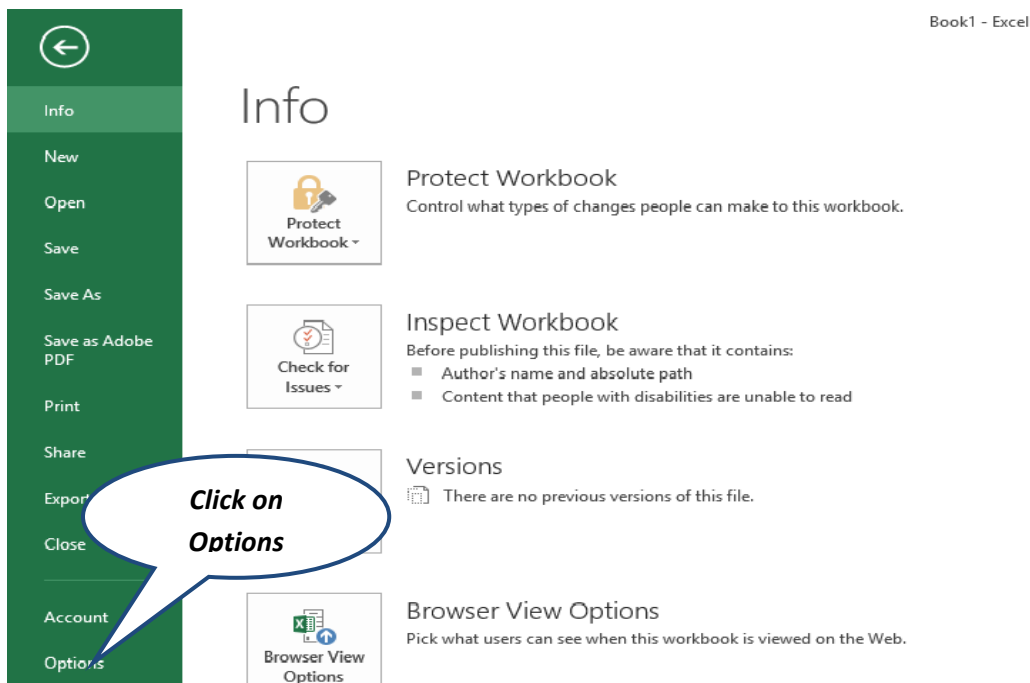 Book1 - Excel
Info
New
Open
Save
Save As
Save as Adobe
PDF
Print
Share
Export
Close
Account
Options
Info
Protect
Workbook
Protect Workbook
Control what types of changes people can make to this workbook.
Check for
Issues
Inspect Workbook
Before publishing this file, be aware that it contains:
Author's name and absolute path
Content that people with disabilities are unable to read
Versions
There are no previous versions of this file.
Click on
Options
Browser View
Options
Browser View Options
Pick what users can see when this workbook is viewed on the Web.